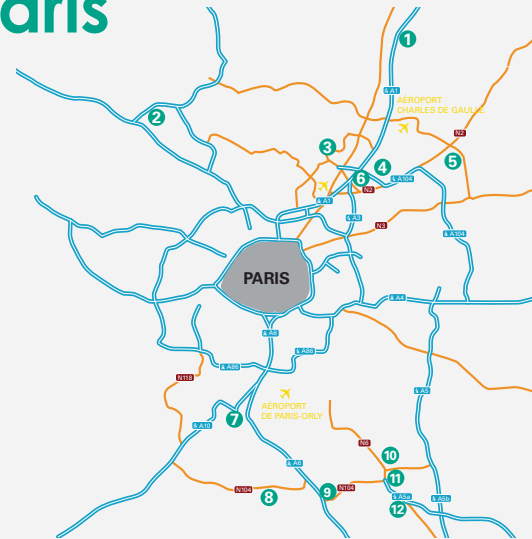 aris
1
A1
AÉROPORT
CHARLES DE GAULLE
2
N2
3
4
5
6
A104
N2
A1
A3
N3
A104
PARIS
A4
A6
A86
A86
N118
A5
AÉROPORT
DE PARIS-ORLY
7
A10
N6
10
A6
11
N104
8
9
N104
A5a
A5b
12